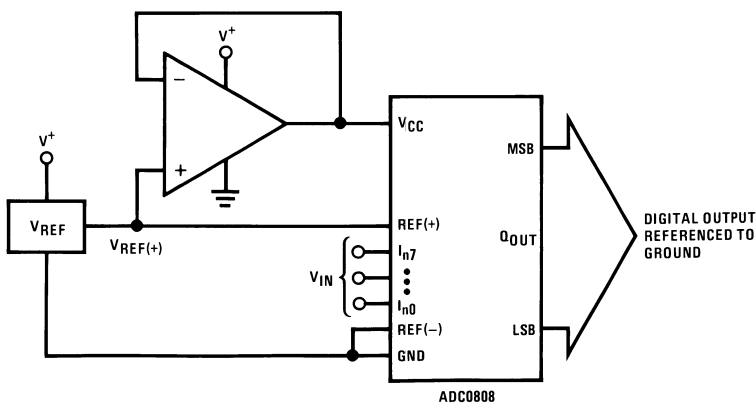 V+
−
+
V+
VREF
VREF(+)
VCC
REF(+)
VIN
In7
In0
REF(−)
GND
MSB
QOUT
LSB
DIGITAL OUTPUT
REFERENCED TO
GROUND
ADC0808